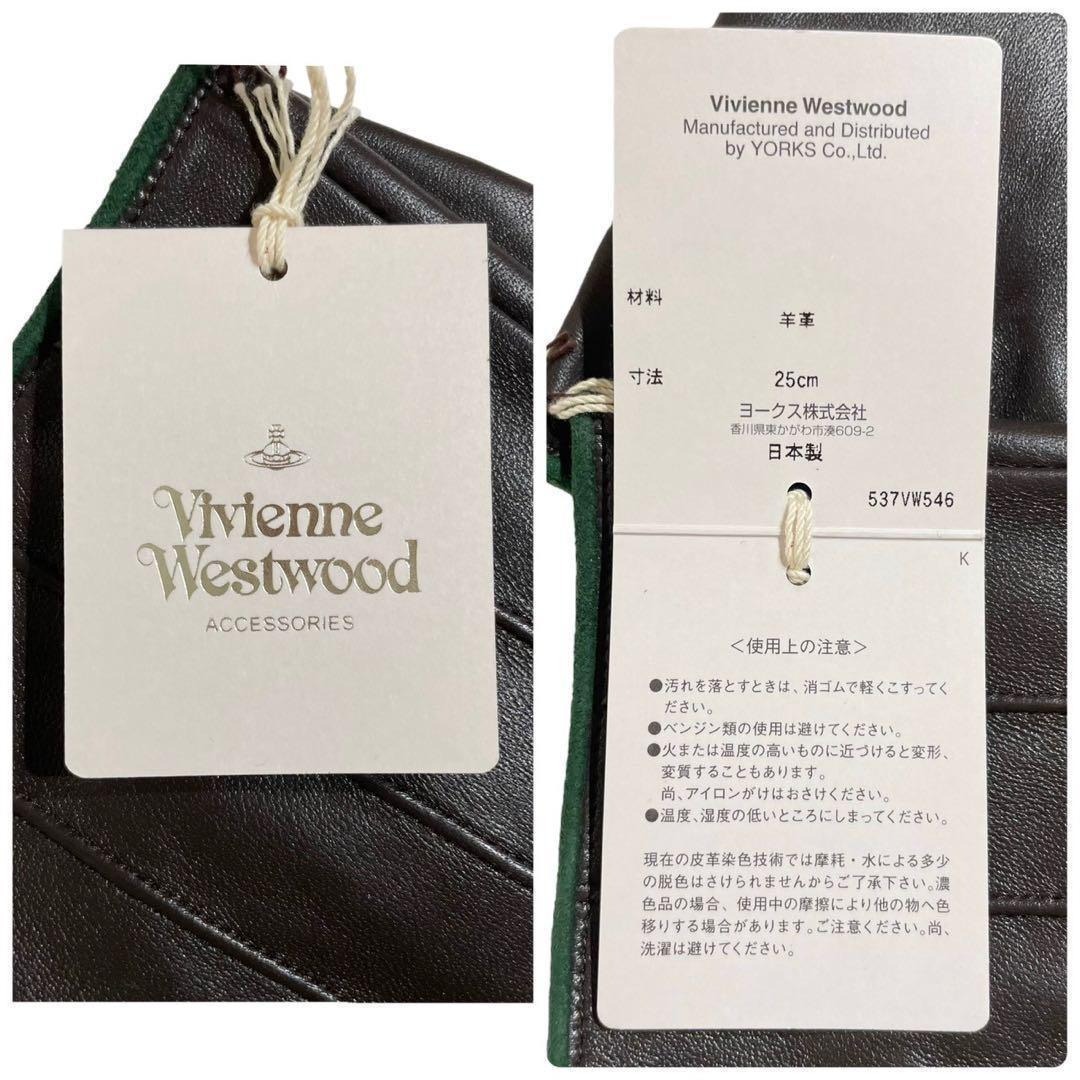 Vivienne
Westwood
ACCESSORIES
Vivienne Westwood
Manufactured and Distributed
by YORKS Co.,Ltd.
材料
羊革
寸法 25cm
ヨークス株式会社
香川県東かがわ市湊609-2
日本製
537VW546
K
＜使用上の注意＞
●汚れを落とすときは、消ゴムで軽くこすってく
ださい。
●ベンジン類の使用は避けてください。
●火または温度の高いものに近づけると変形、
変質することもあります。
尚、アイロンがけはおさけください。
●温度、湿度の低いところにしまってください。
現在の皮革染色技術では摩耗・水による多少
の脱色はさけられませんからご了承下さい。濃
色品の場合、使用中の摩擦により他の物へ色
移りする場合があります。ご注意ください。尚、
洗濯は避けてください。